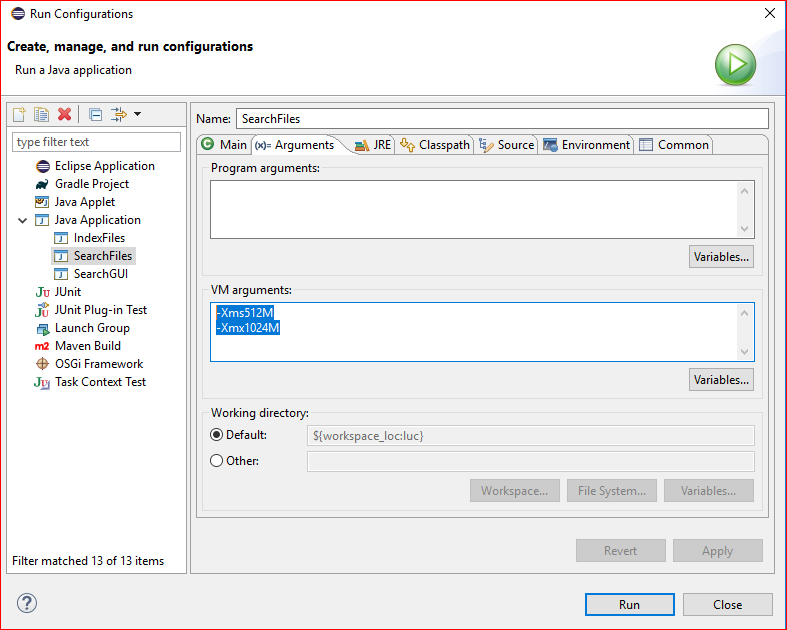 Run Configurations
Create, manage, and run configurations
Run a Java application
type filter text
Eclipse Application
Gradle Project
Java Applet
Java Application
IndexFiles
SearchFiles
SearchGUI
JUnit
JUnit Plug-in Test
Launch Group
m2 Maven Build
OSGi Framework
Task Context Test
Filter matched 13 of 13 items
Name: SearchFiles
Main (x)= Arguments JRE Classpath Source Environment Common
Program arguments:
Variables...
VM arguments:
-Xms512M
-Xmx1024M
Variables...
Working directory:
Default: ${workspace_loc:luc}
Other:
Workspace... File System... Variables...
Revert Apply
? Run Close